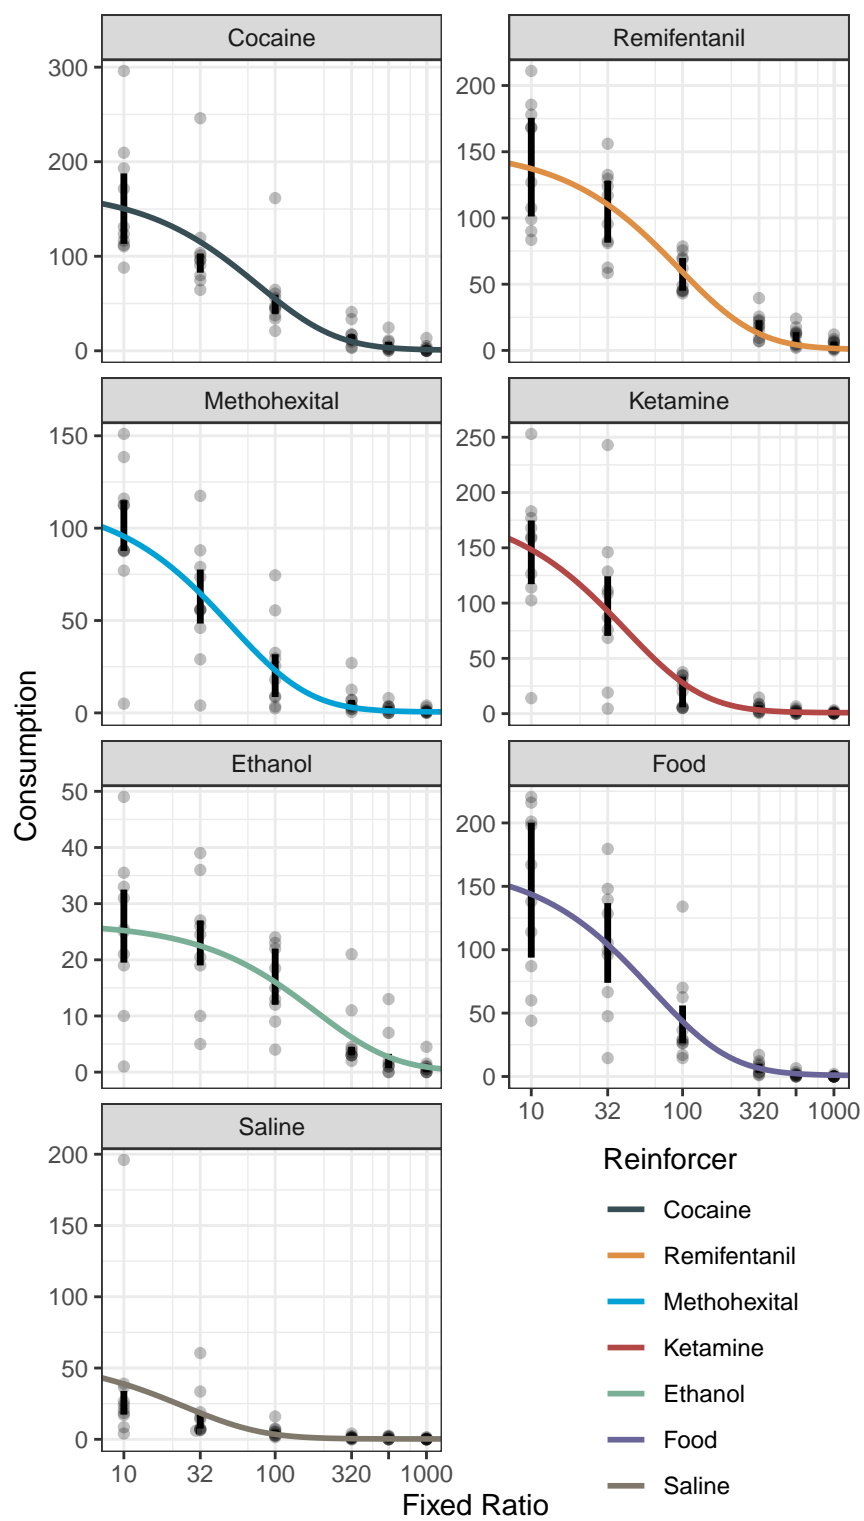 Cocaine
Remifentanil
300
200
100
0
200
150
100
50
0
Methohexital
Ketamine
150
100
50
0
250
200
150
100
50
0
Ethanol
Food
50
40
30
20
10
0
200
150
100
50
0
10 32 100 320 1000
Saline
200
150
100
50
0
10 32 100 320 1000
Consumption
Fixed Ratio
Reinforcer
Cocaine
Remifentanil
Methohexital
Ketamine
Ethanol
Food
Saline